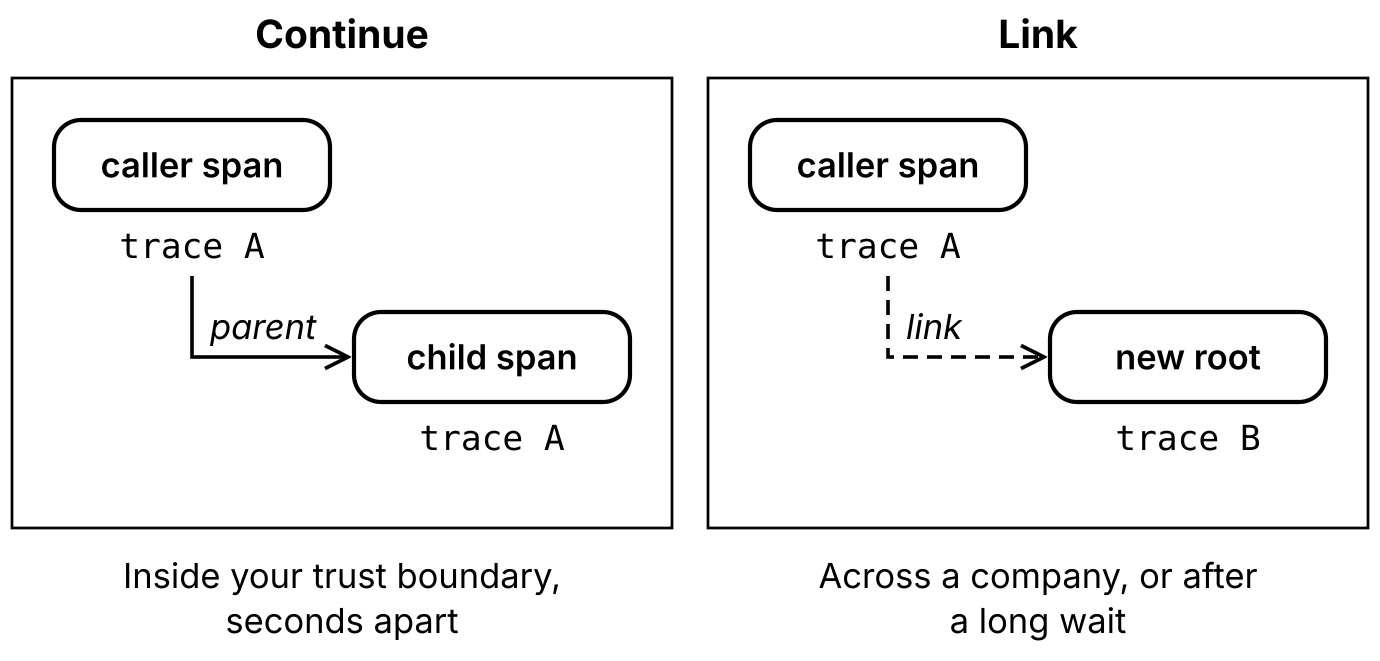 Continue
caller span
trace A
parent
child span
trace A
Inside your trust boundary,
seconds apart
Link
caller span
trace A
link
new root
trace B
Across a company, or after
a long wait